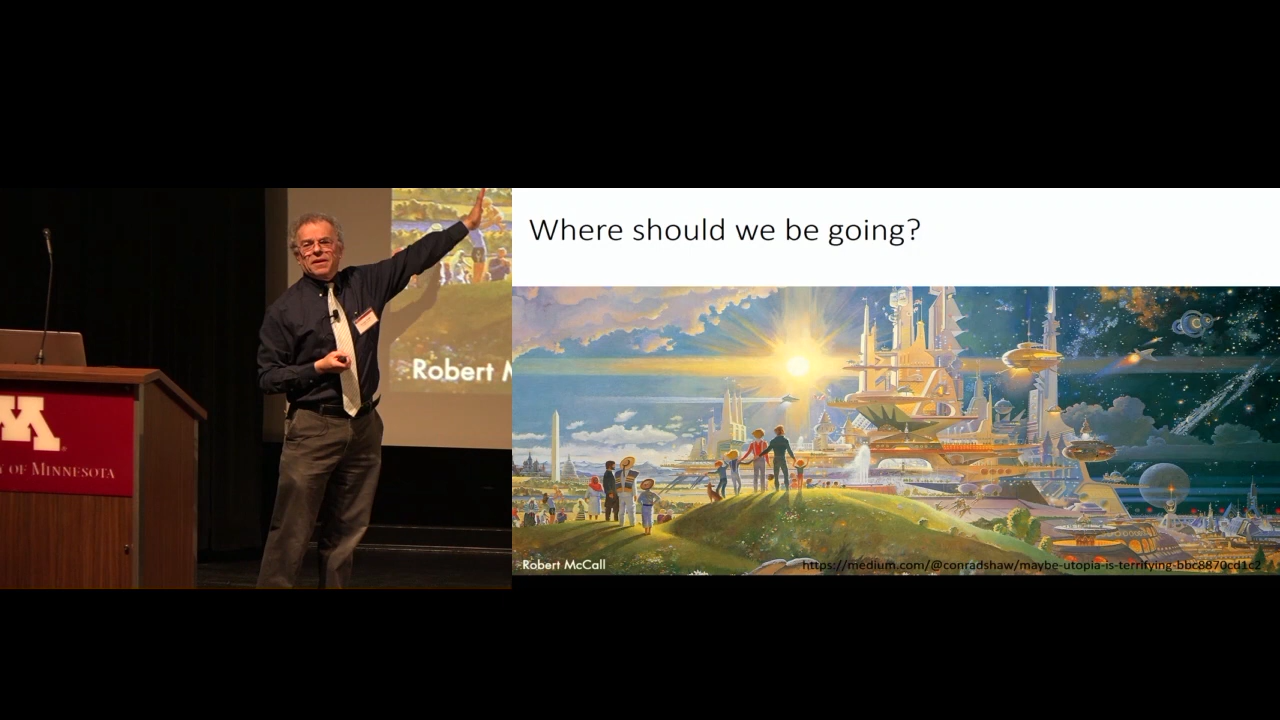 M
Y OF MINNESOTA
Robert M
Where should we be going?
Robert McCall
https://medium.com/@conradshaw/maybe-utopia-is-terrifying-bbc8870cd1c2